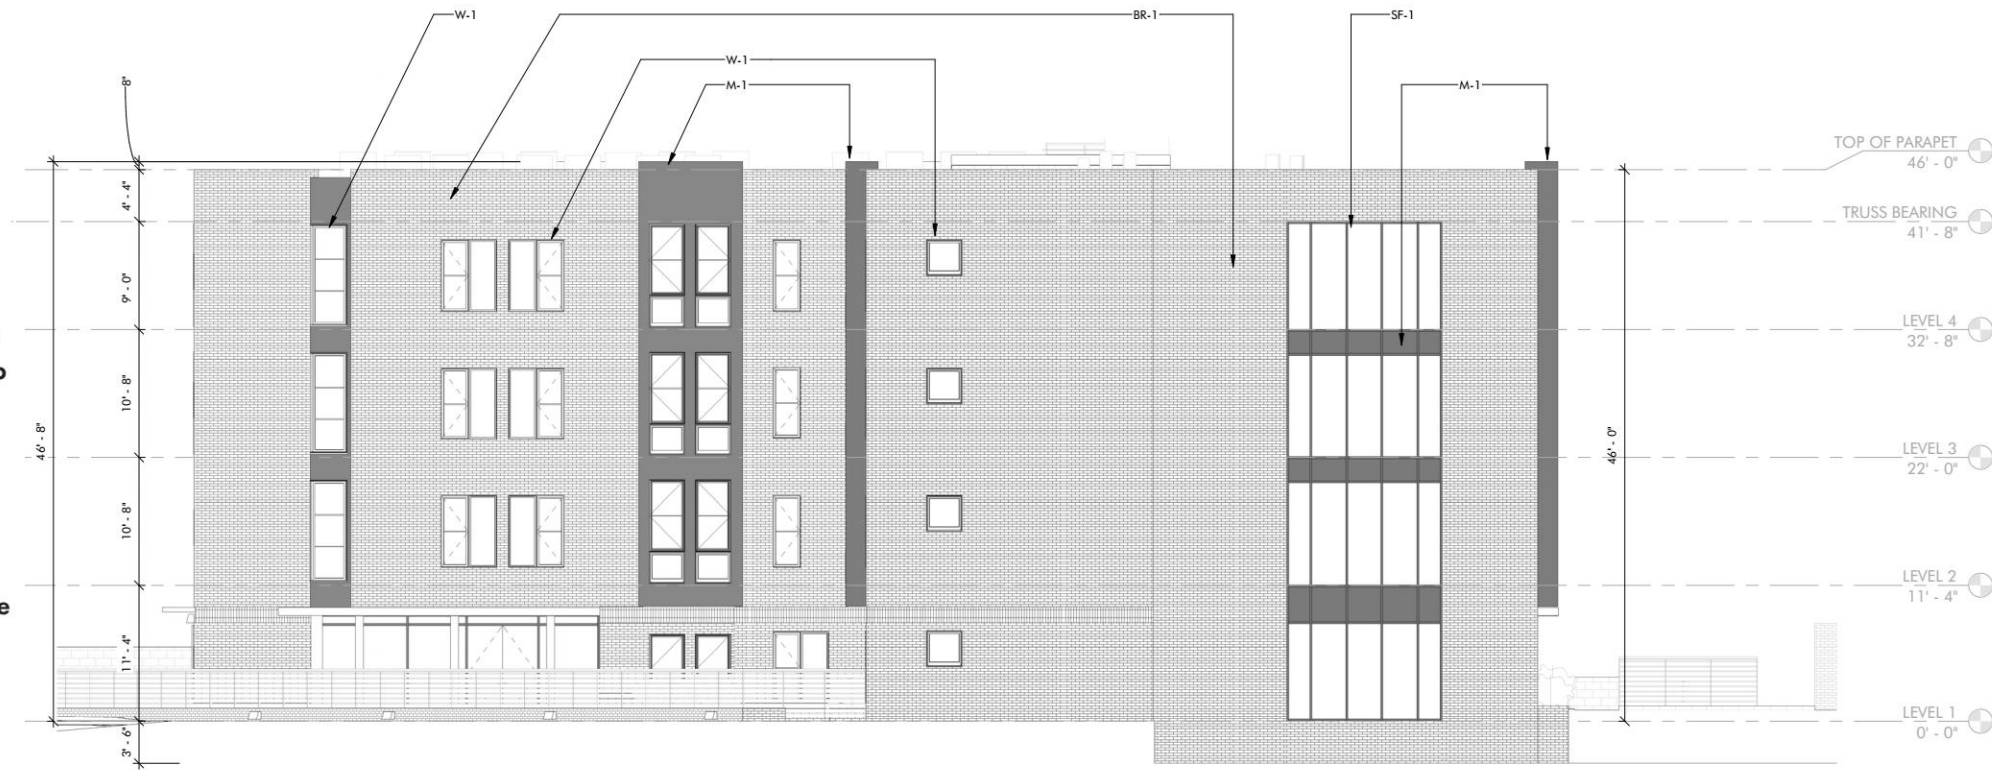 W-1
BR-1
SF-1
W-1
M-1
M-1
8"
4' - 4"
9' - 0"
10' - 8"
10' - 8"
11' - 4"
3' - 6"
46' - 8"
46' - 0"
TOP OF PARAPET
46' - 0"
TRUSS BEARING
41' - 8"
LEVEL 4
32' - 8"
LEVEL 3
22' - 0"
LEVEL 2
11' - 4"
LEVEL 1
0' - 0"
e